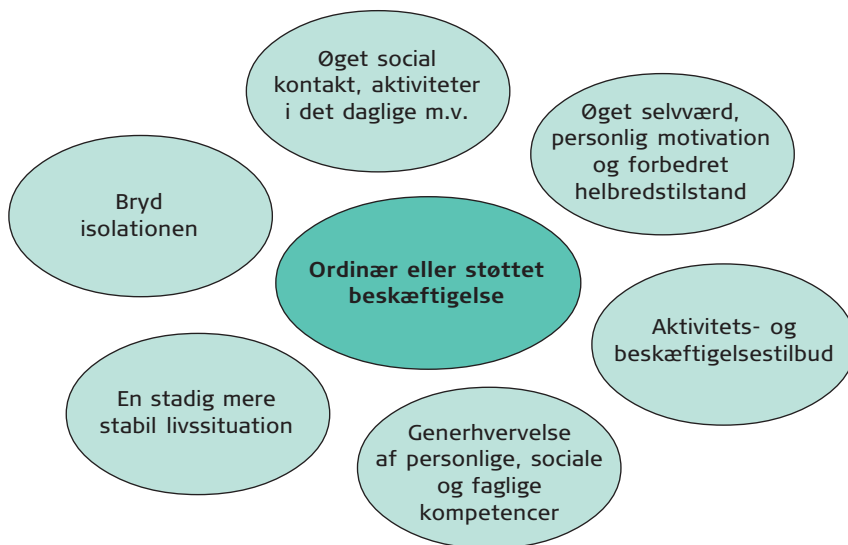 Øget social
kontakt, aktiviteter
i det daglige m.v.
Øget selvværd,
personlig motivation
og forbedret
helbredstilstand
Bryd
isolationen
Ordinær eller støttet
beskæftigelse
Aktivitets- og
beskæftigelsestilbud
En stadig mere
stabil livssituation
Generhvervelse
af personlige, sociale
og faglige
kompetencer